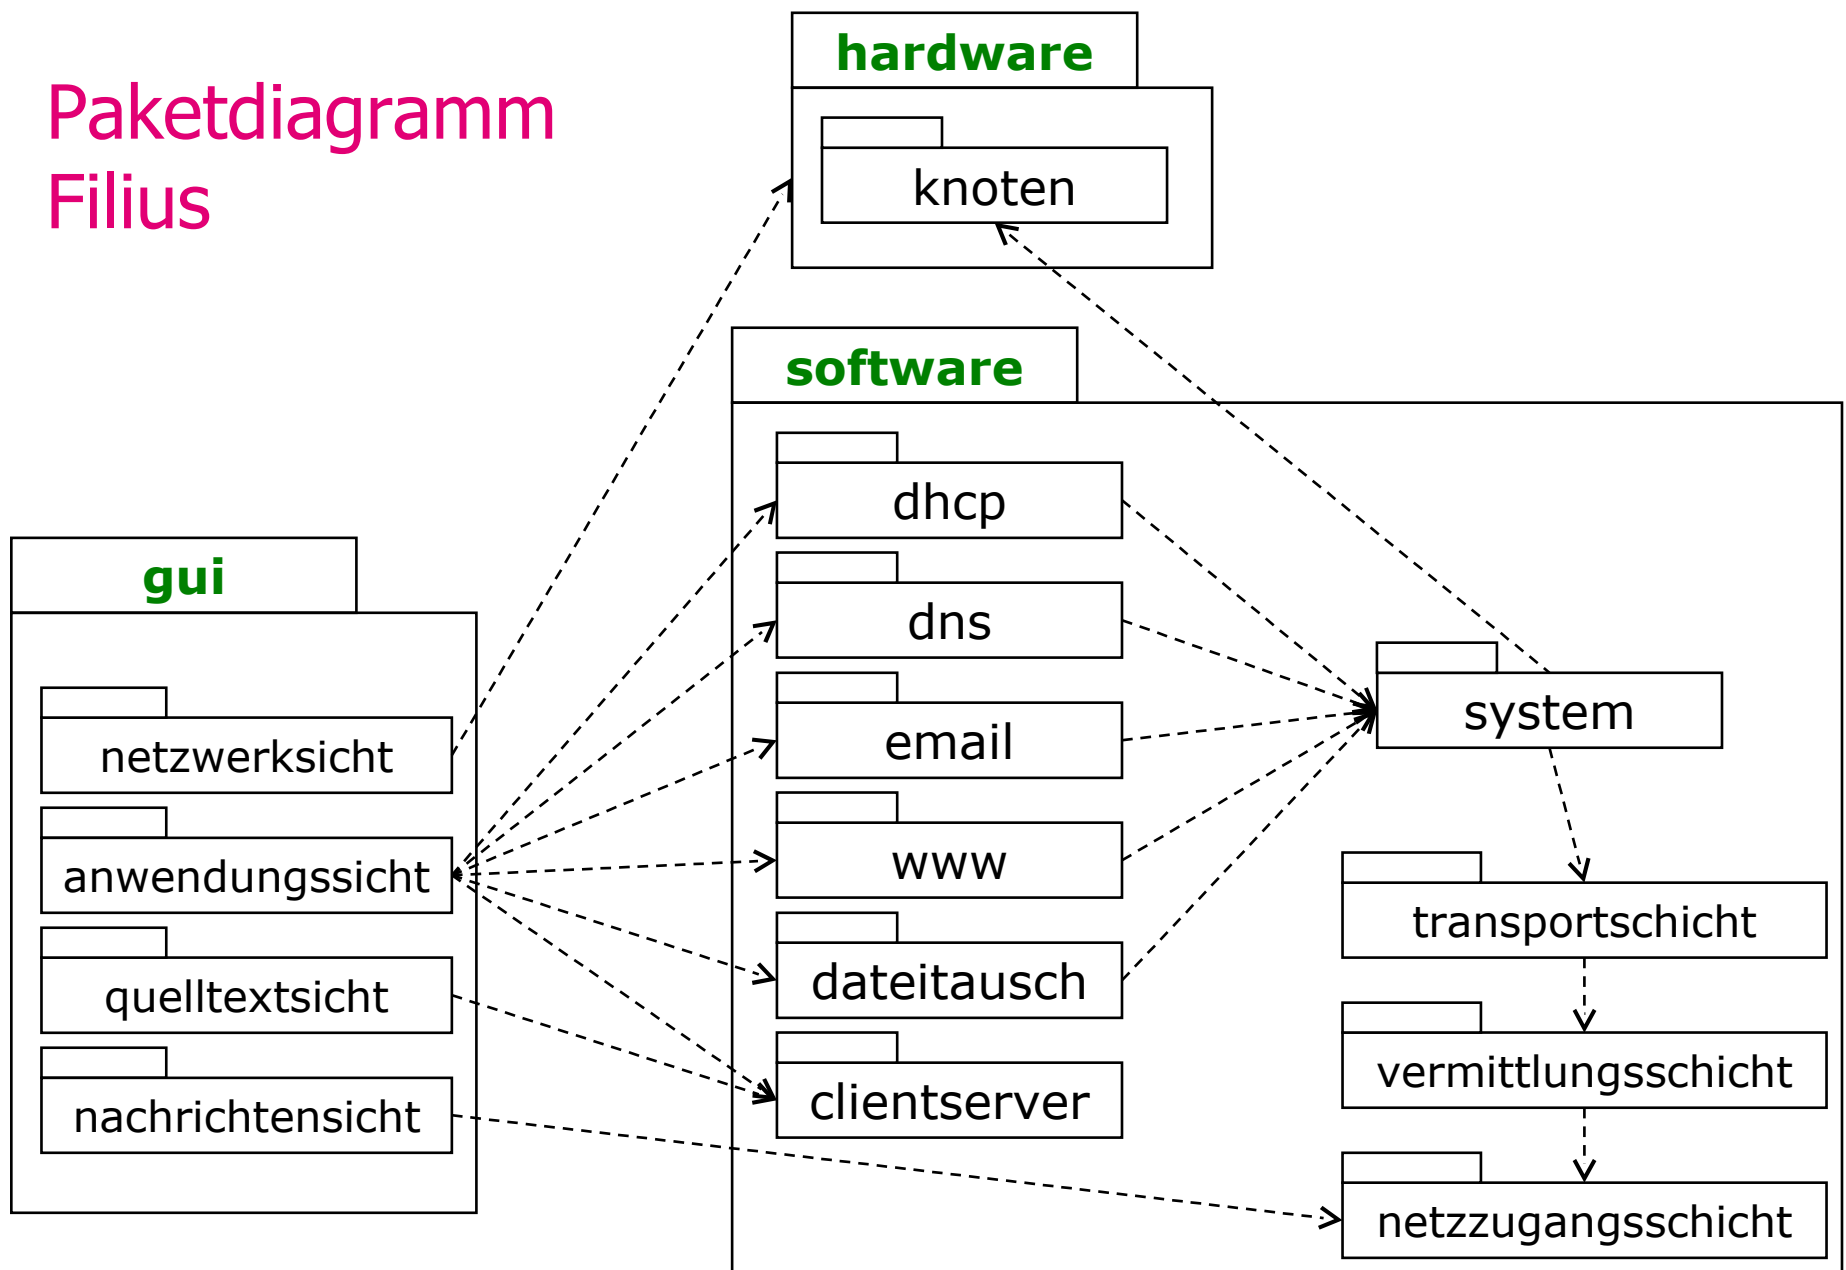 Paketdiagramm
Filius
hardware
knoten
software
dhcp
dns
email
www
dateitausch
clientserver
system
transportschicht
vermittlungsschicht
netzzugangsschicht
gui
netzwerksicht
anwendungssicht
quelltextsicht
nachrichtensicht